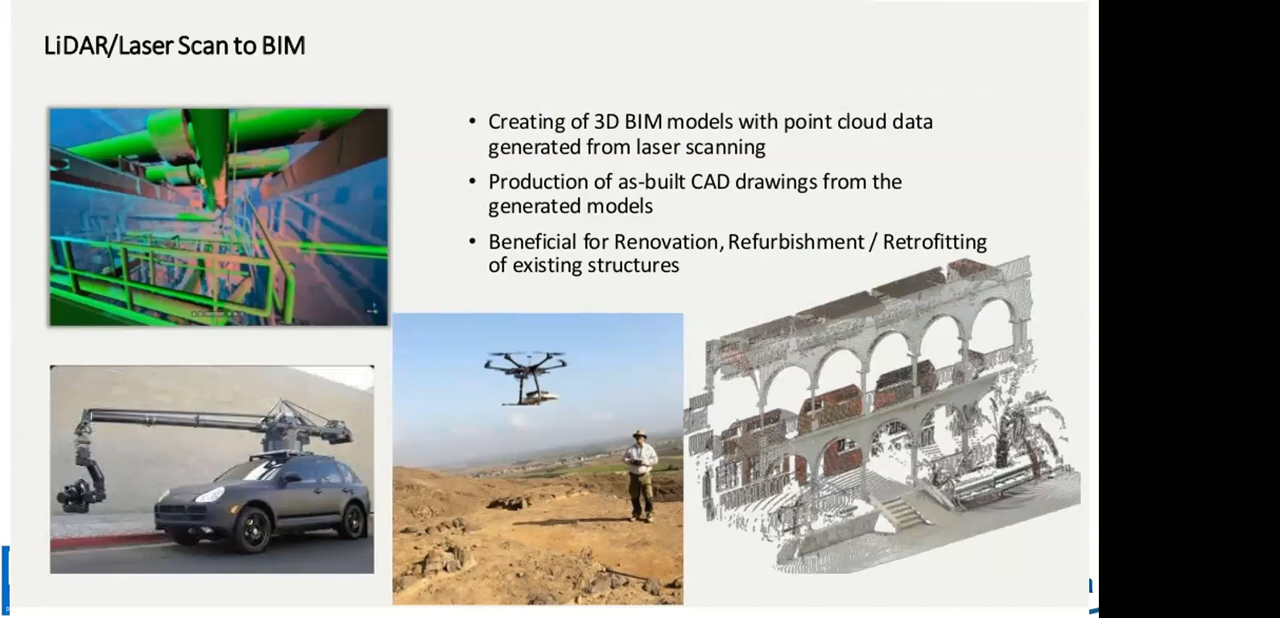 LiDAR/Laser Scan to BIM
• Creating of 3D BIM models with point cloud data
generated from laser scanning
• Production of as-built CAD drawings from the
generated models
• Beneficial for Renovation, Refurbishment / Retrofitting
of existing structures